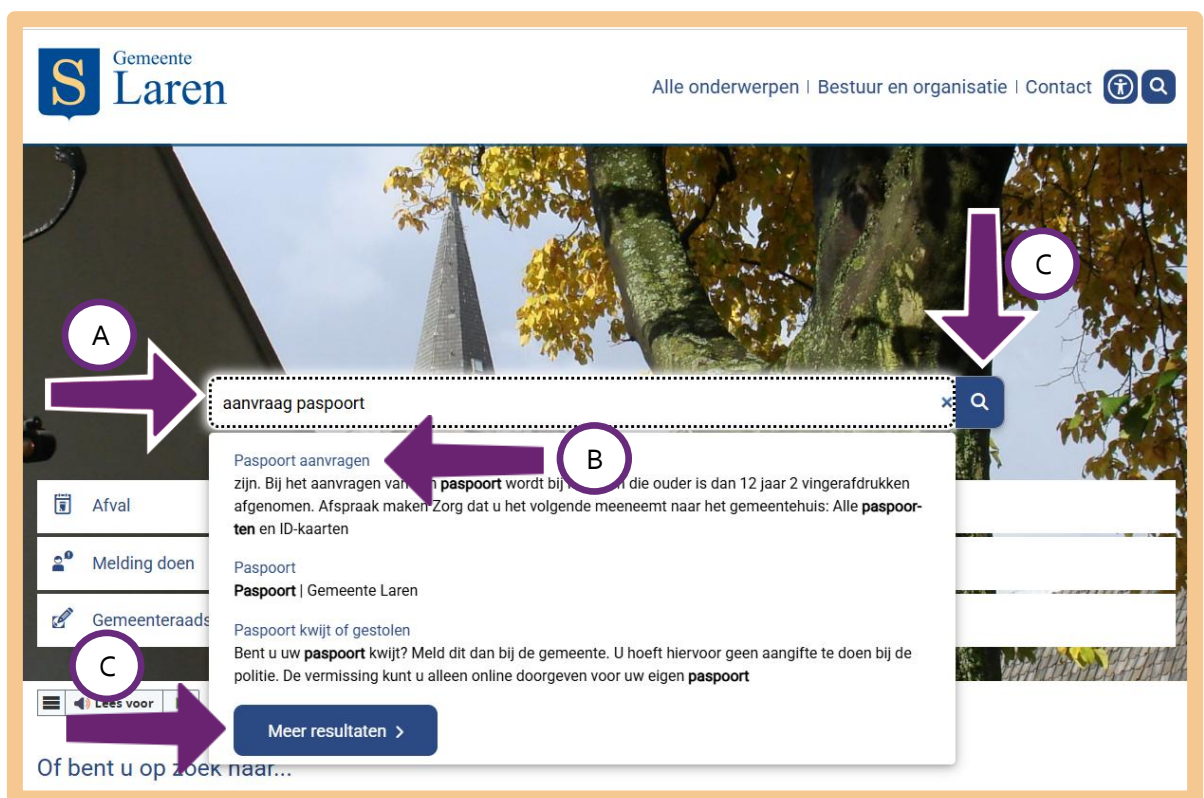 Gemeente
Laren
Alle onderwerpen | Bestuur en organisatie | Contact
C
A
aanvraag paspoort ×
B
Paspoort aanvragen
zijn. Bij het aanvragen paspoort wordt bij die ouder is dan 12 jaar 2 vingerafdrukken
afgenomen. Afspraak maken Zorg dat u het volgende meeneemt naar het gemeentehuis: Alle paspoor-
ten en ID-kaarten
Afval
Paspoort
Paspoort | Gemeente Laren
Melding doen
Paspoort kwijt of gestolen
Bent u uw paspoort kwijt? Meld dit dan bij de gemeente. U hoeft hiervoor geen aangifte te doen bij de
politie. De vermissing kunt u alleen online doorgeven voor uw eigen paspoort
Gemeenteraads
C
Lees voor
Meer resultaten >
Of bent u op zoek naar...